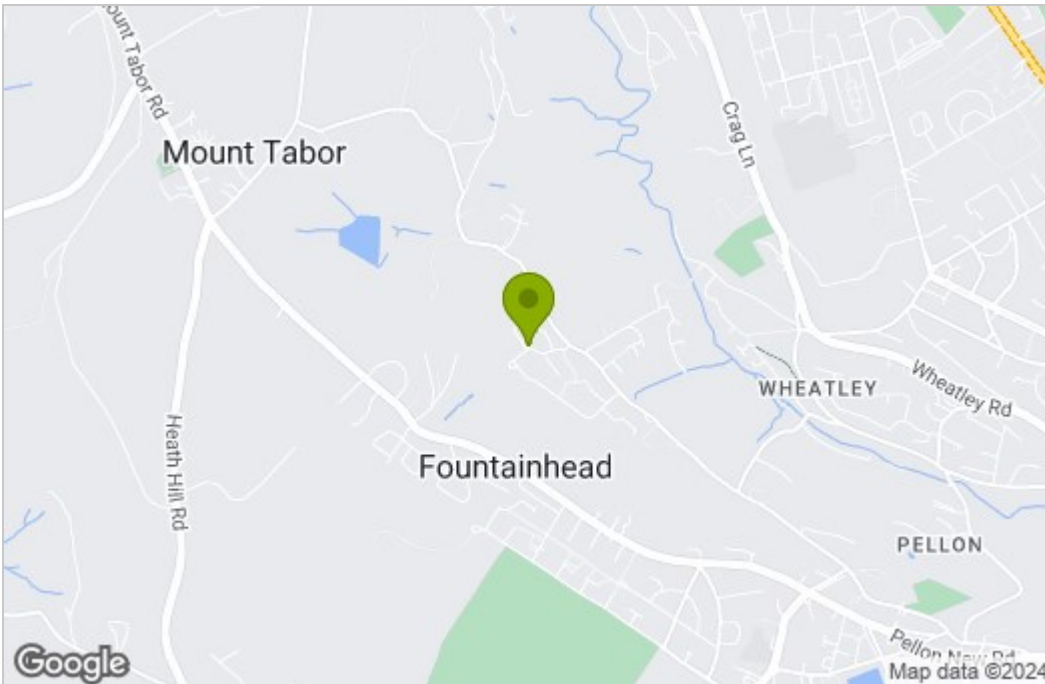 ount Tabor Rd
Mount Tabor
Crag Ln
WHEATLEY
Wheatley Rd
Heath Hill Rd
Fountainhead
PELLON
Pellon New Rd
Google
Map data ©2024